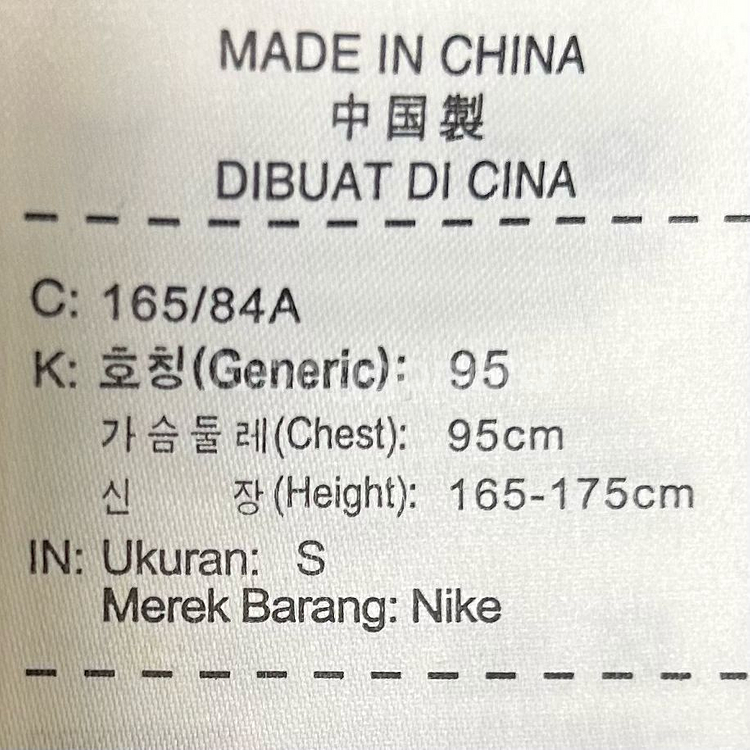 MADE IN CHINA
中国製
DIBUAT DI CINA
C: 165/84A
K: 호칭(Generic): 95
가슴둘레(Chest): 95cm
신 장(Height): 165-175cm
IN: Ukuran: S
Merek Barang: Nike